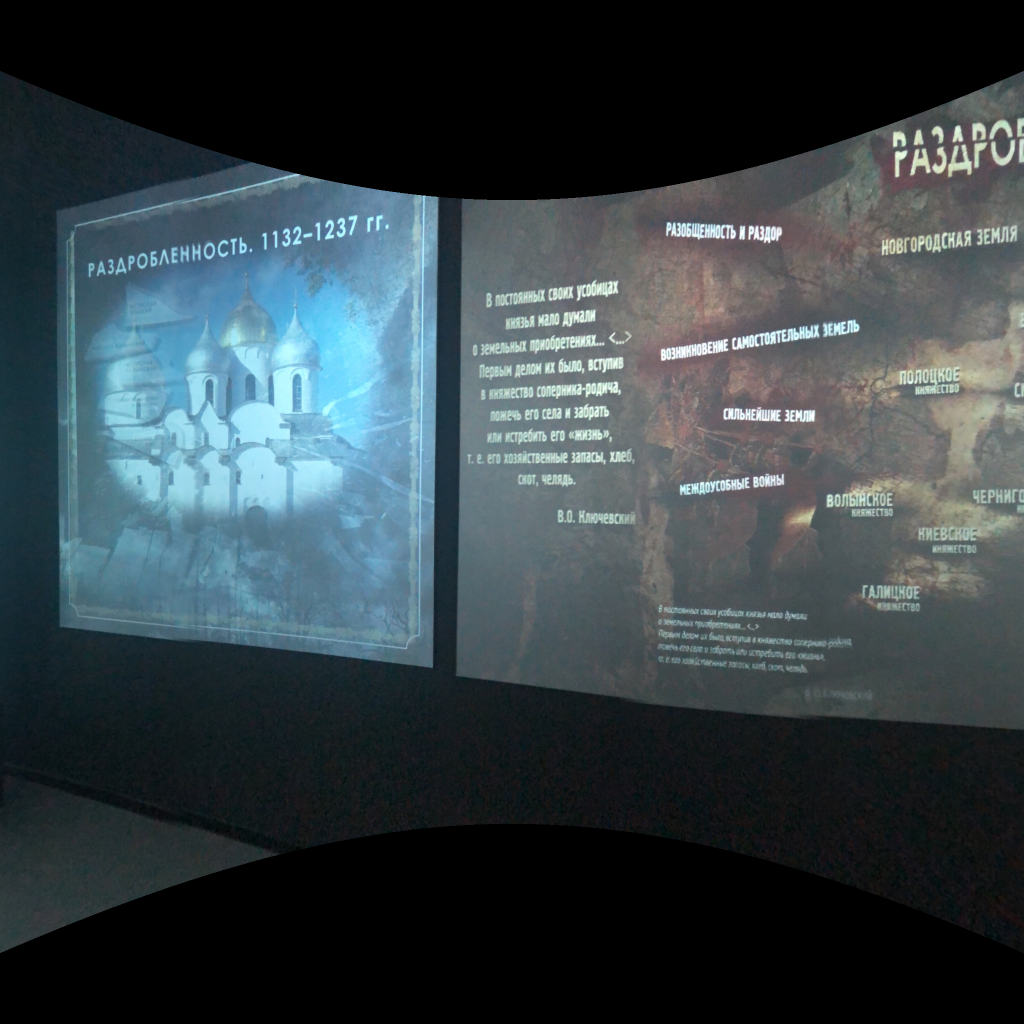 РАЗДРОБЛЕННОСТЬ. 1132–1237 гг.
В постоянных своих усобицах
князья мало думали
о земельных приобретениях... <...>
Первым делом их было, вступив
в княжество соперника-родича,
пожечь его села и забрать
или истребить его «жизнь»,
т. е. его хозяйственные запасы, хлеб,
скот, челядь.
В.О. Ключевский
РАЗДРОБ
РАЗОБЩЕННОСТЬ И РАЗДОР
НОВГОРОДСКАЯ ЗЕМЛЯ
ВОЗНИКНОВЕНИЕ САМОСТОЯТЕЛЬНЫХ ЗЕМЕЛЬ
ПОЛОЦКОЕ
КНЯЖЕСТВО
СИЛЬНЕЙШИЕ ЗЕМЛИ
МЕЖДОУСОБНЫЕ ВОЙНЫ
ВОЛЫНСКОЕ
КНЯЖЕСТВО
ЧЕРНИГО
КИЕВСКОЕ
КНЯЖЕСТВО
ГАЛИЦКОЕ
КНЯЖЕСТВО
В постоянных своих усобицах князья мало думали
о земельных приобретениях... <...>
Первым делом их было, вступив в княжество соперника-родича,
пожечь его села и забрать или истребить его «жизнь»,
т. е. его хозяйственные запасы, хлеб, скот, челядь.
В.О. Ключевский